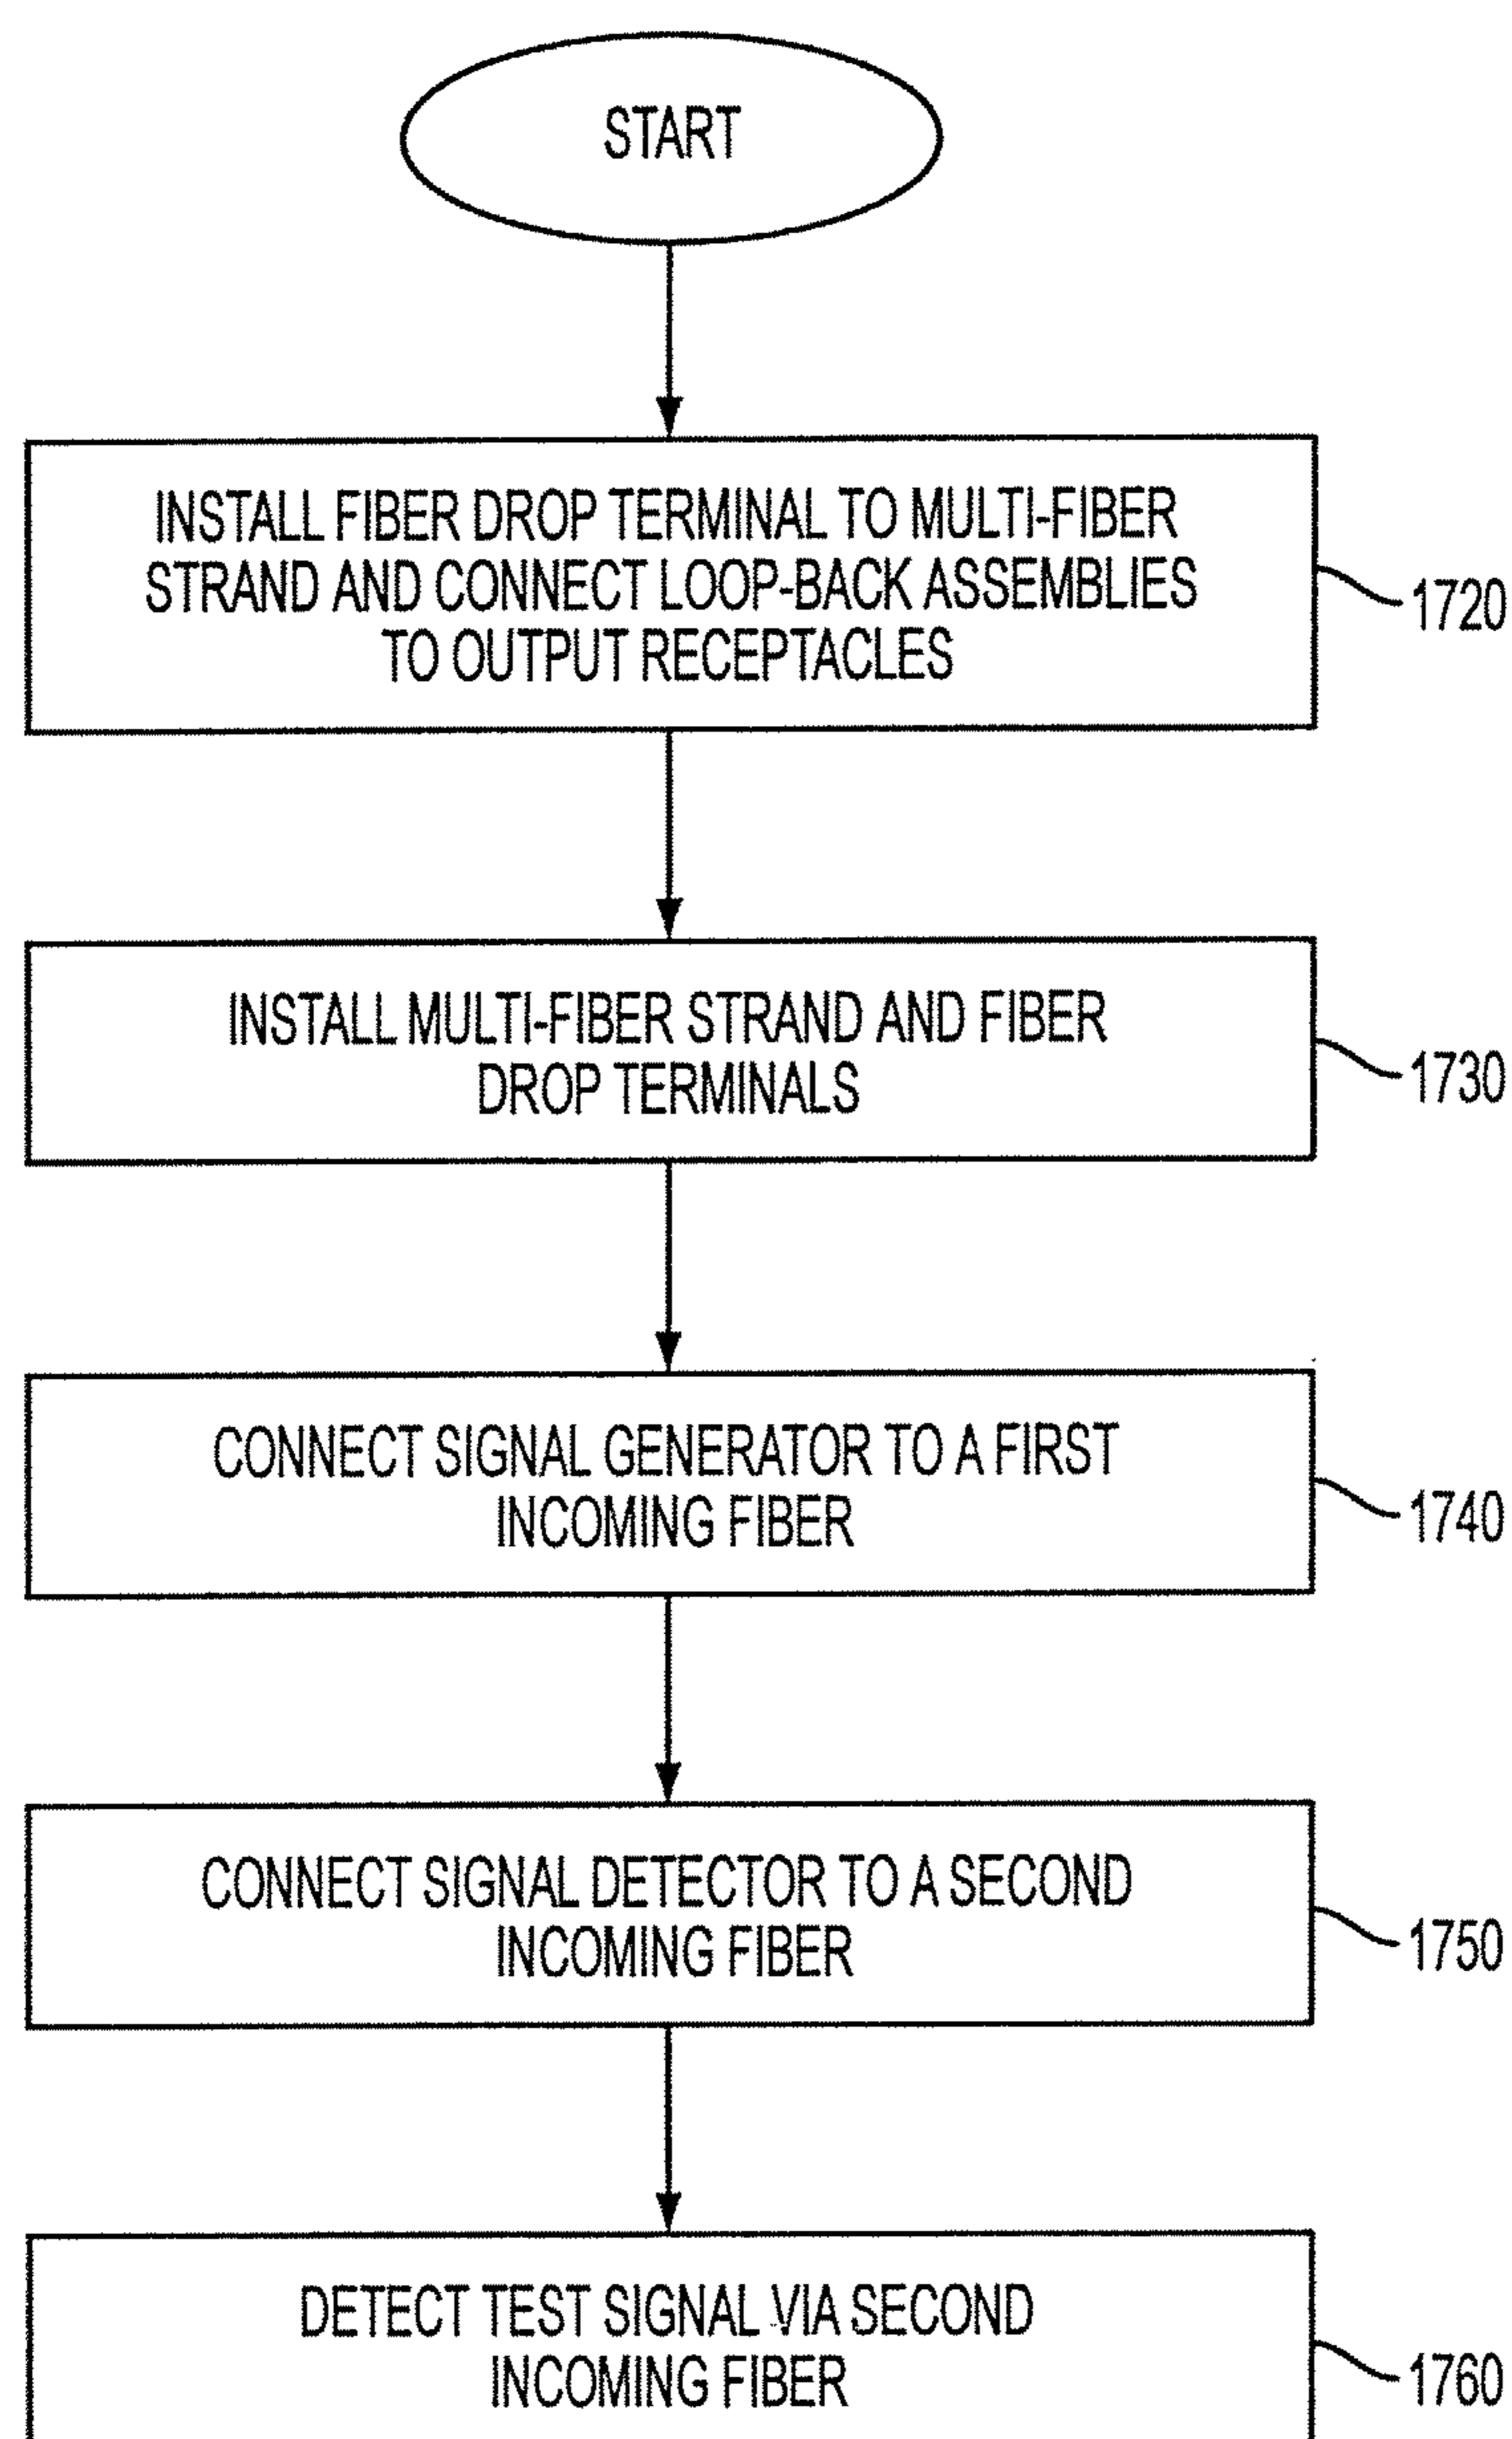 START
INSTALL FIBER DROP TERMINAL TO MULTI-FIBER
STRAND AND CONNECT LOOP-BACK ASSEMBLIES
TO OUTPUT RECEPTACLES
1720
INSTALL MULTI-FIBER STRAND AND FIBER
DROP TERMINALS
1730
CONNECT SIGNAL GENERATOR TO A FIRST
INCOMING FIBER
1740
CONNECT SIGNAL DETECTOR TO A SECOND
INCOMING FIBER
1750
DETECT TEST SIGNAL VIA SECOND
INCOMING FIBER
1760